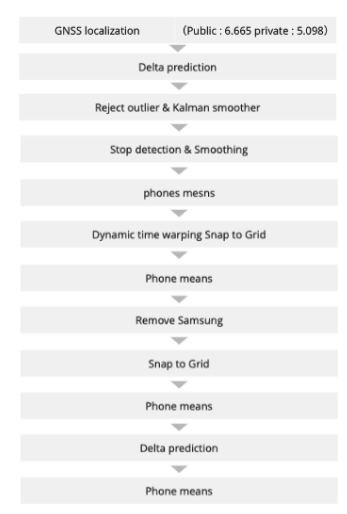 GNSS localization (Public : 6.665 private : 5.098)
Delta prediction
Reject outlier & Kalman smoother
Stop detection & Smoothing
phones mesns
Dynamic time warping Snap to Grid
Phone means
Remove Samsung
Snap to Grid
Phone means
Delta prediction
Phone means